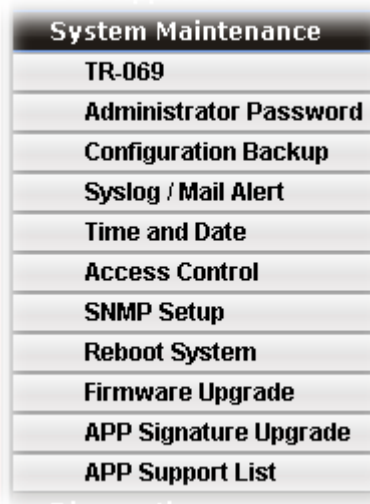 System Maintenance
TR-069
Administrator Password
Configuration Backup
Syslog / Mail Alert
Time and Date
Access Control
SNMP Setup
Reboot System
Firmware Upgrade
APP Signature Upgrade
APP Support List